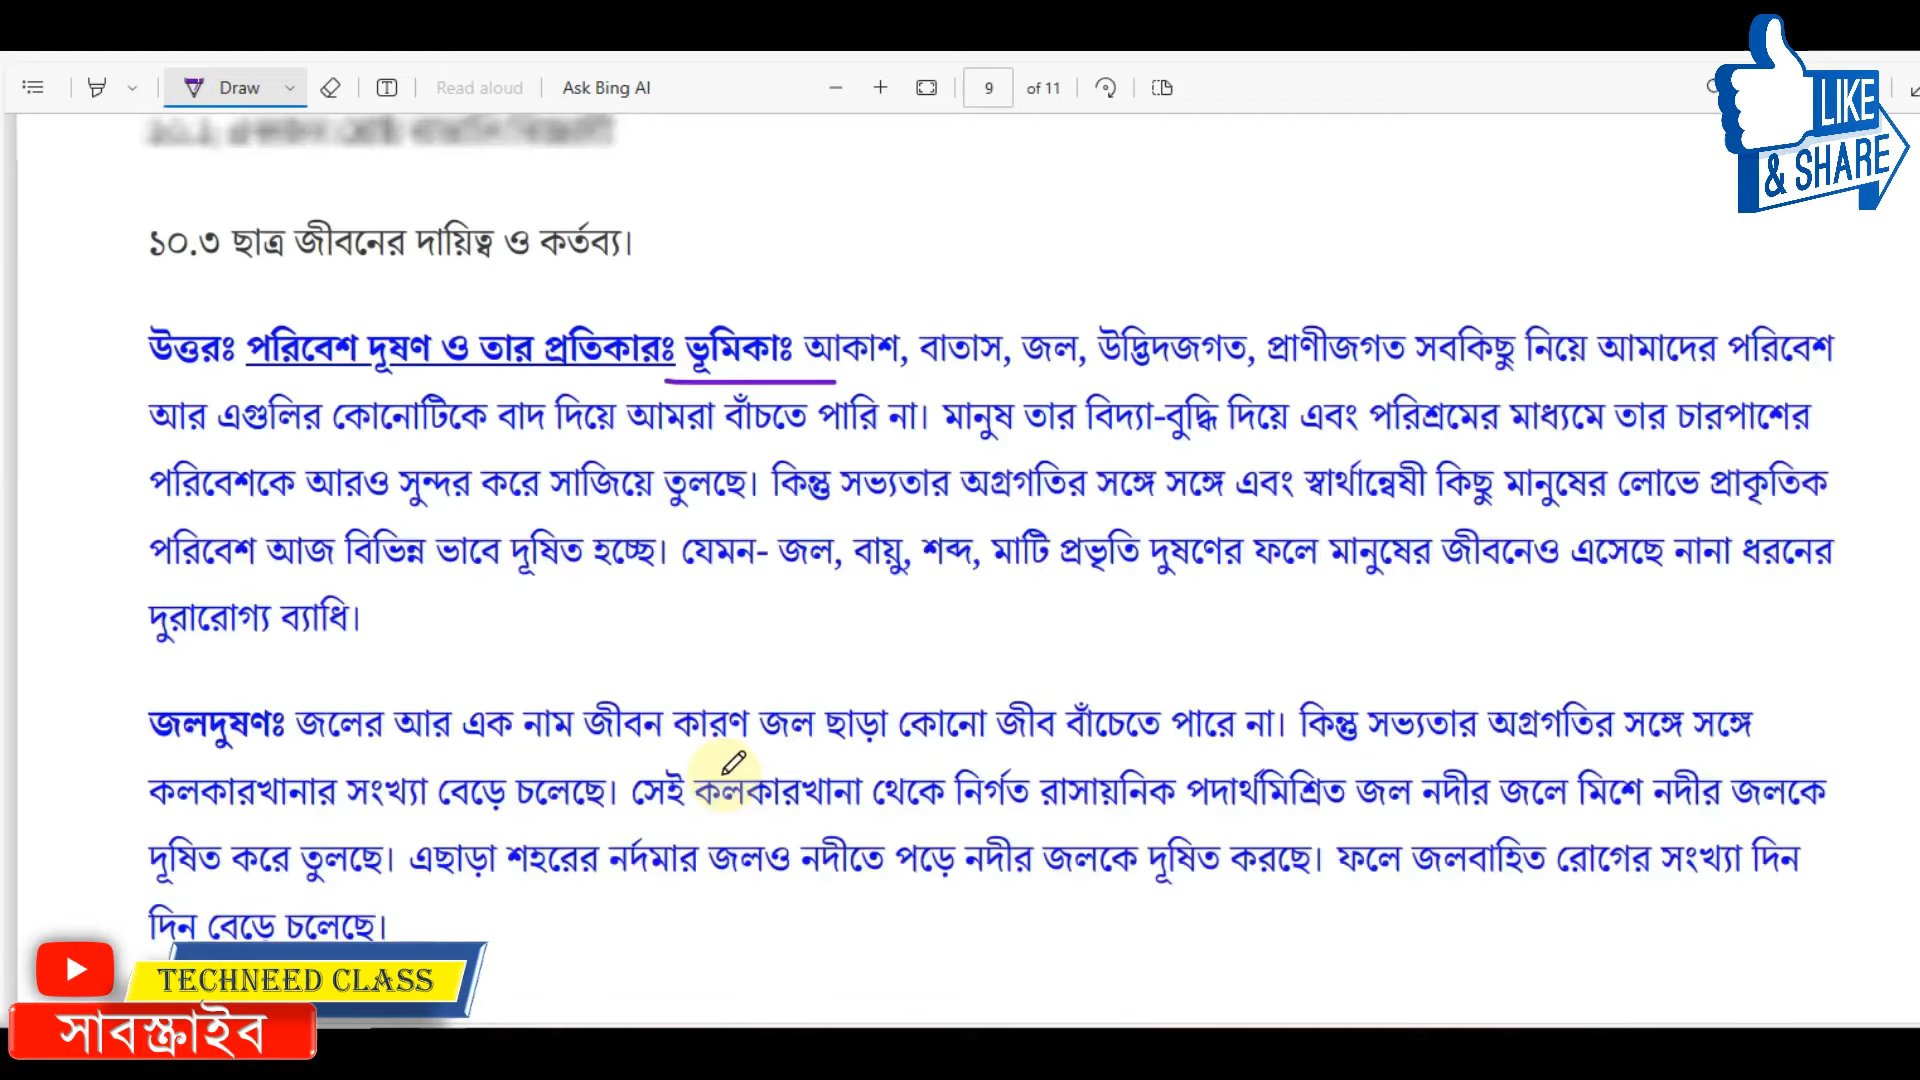 Draw
Read aloud
Ask Bing AI
9
of 11
LIKE
& SHARE
১০.৩ ছাত্র জীবনের দায়িত্ব ও কর্তব্য।
উত্তরঃ পরিবেশ দূষণ ও তার প্রতিকারঃ ভূমিকাঃ আকাশ, বাতাস, জল, উদ্ভিদজগত, প্রাণীজগত সবকিছু নিয়ে আমাদের পরিবেশ
আর এগুলির কোনোটিকে বাদ দিয়ে আমরা বাঁচতে পারি না। মানুষ তার বিদ্যা-বুদ্ধি দিয়ে এবং পরিশ্রমের মাধ্যমে তার চারপাশের
পরিবেশকে আরও সুন্দর করে সাজিয়ে তুলছে। কিন্তু সভ্যতার অগ্রগতির সঙ্গে সঙ্গে এবং স্বার্থান্বেষী কিছু মানুষের লোভে প্রাকৃতিক
পরিবেশ আজ বিভিন্ন ভাবে দূষিত হচ্ছে। যেমন- জল, বায়ু, শব্দ, মাটি প্রভৃতি দুষণের ফলে মানুষের জীবনেও এসেছে নানা ধরনের
দুরারোগ্য ব্যাধি।
জলদুষণঃ জলের আর এক নাম জীবন কারণ জল ছাড়া কোনো জীব বাঁচেতে পারে না। কিন্তু সভ্যতার অগ্রগতির সঙ্গে সঙ্গে
কলকারখানার সংখ্যা বেড়ে চলেছে। সেই কলকারখানা থেকে নির্গত রাসায়নিক পদার্থমিশ্রিত জল নদীর জলে মিশে নদীর জলকে
দূষিত করে তুলছে। এছাড়া শহরের নর্দমার জলও নদীতে পড়ে নদীর জলকে দূষিত করছে। ফলে জলবাহিত রোগের সংখ্যা দিন
দিন বেড়ে চলেছে।
TECHNEED CLASS
সাবস্ক্রাইব